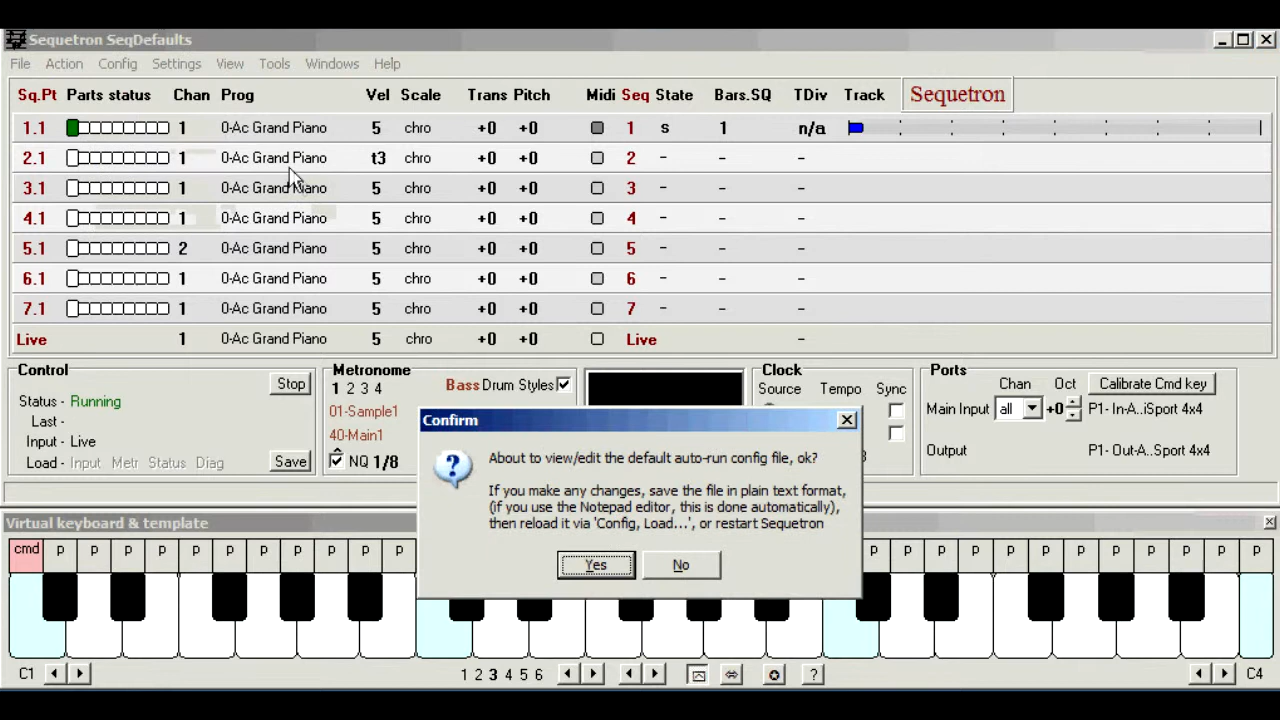 Sequetron SeqDefaults
File Action Config Settings View Tools Windows Help
Sq.Pt Parts status Chan Prog Vel Scale Trans Pitch Midi Seq State Bars.SQ TDiv Track Sequetron
1.1 1 0-Ac Grand Piano 5 chro +0 +0 1 s 1 n/a
2.1 1 0-Ac Grand Piano t3 chro +0 +0 2 - - -
3.1 1 0-Ac Grand Piano 5 chro +0 +0 3 - - -
4.1 1 0-Ac Grand Piano 5 chro +0 +0 4 - - -
5.1 2 0-Ac Grand Piano 5 chro +0 +0 5 - - -
6.1 1 0-Ac Grand Piano 5 chro +0 +0 6 - - -
7.1 1 0-Ac Grand Piano 5 chro +0 +0 7 - - -
Live 1 0-Ac Grand Piano 5 chro +0 +0 Live -
Control
Stop
Status - Running
Last -
Input - Live
Load - Input Metr Status Diag Save
Metronome
1 2 3 4 Bass Drum Styles
01-Sample1
40-Main1
NQ 1/8
Clock
Source Tempo Sync
Ports
Chan Oct Calibrate Cmd key
Main Input all +0 P1- In-A..iSport 4x4
Output P1- Out-A..Sport 4x4
Confirm
About to view/edit the default auto-run config file, ok?
If you make any changes, save the file in plain text format,
(if you use the Notepad editor, this is done automatically),
then reload it via 'Config, Load...', or restart Sequetron
Yes No
Virtual keyboard & template
cmd p p p p p p p p p p p p p p p p p p p p p p p
C1 1 2 3 4 5 6 ? C4